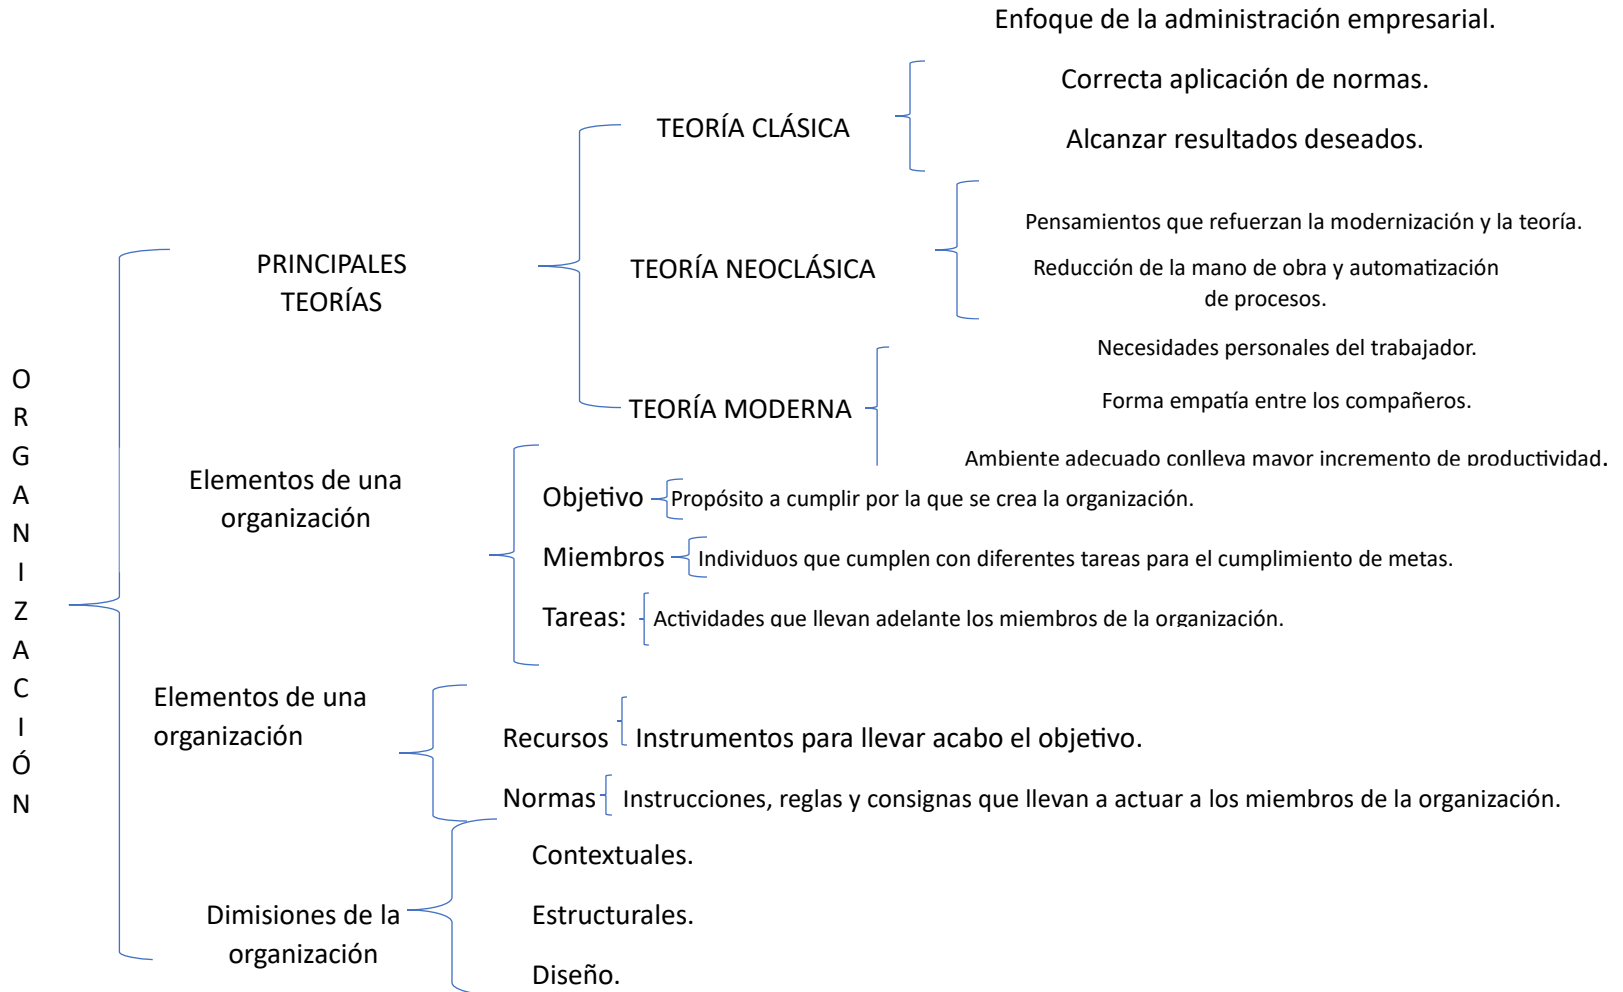 ORGANIZACIÓN
PRINCIPALES
TEORÍAS
TEORÍA CLÁSICA
Enfoque de la administración empresarial.
Correcta aplicación de normas.
Alcanzar resultados deseados.
TEORÍA NEOCLÁSICA
Pensamientos que refuerzan la modernización y la teoría.
Reducción de la mano de obra y automatización
de procesos.
TEORÍA MODERNA
Necesidades personales del trabajador.
Forma empatía entre los compañeros.
Ambiente adecuado conlleva mayor incremento de productividad.
Elementos de una
organización
Objetivo
Propósito a cumplir por la que se crea la organización.
Miembros
Individuos que cumplen con diferentes tareas para el cumplimiento de metas.
Tareas:
Actividades que llevan adelante los miembros de la organización.
Elementos de una
organización
Recursos
Instrumentos para llevar acabo el objetivo.
Normas
Instrucciones, reglas y consignas que llevan a actuar a los miembros de la organización.
Dimisiones de la
organización
Contextuales.
Estructurales.
Diseño.